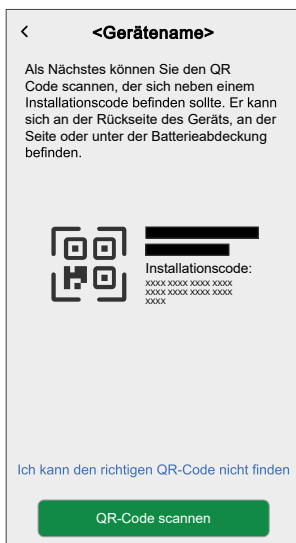 <Gerätename>
Als Nächstes können Sie den QR
Code scannen, der sich neben einem
Installationscode befinden sollte. Er kann
sich an der Rückseite des Geräts, an der
Seite oder unter der Batterieabdeckung
befinden.
Installationscode:
xxxx xxxx xxxx xxxx
xxxx xxxx xxxx xxxx
xxxx
Ich kann den richtigen QR-Code nicht finden
QR-Code scannen